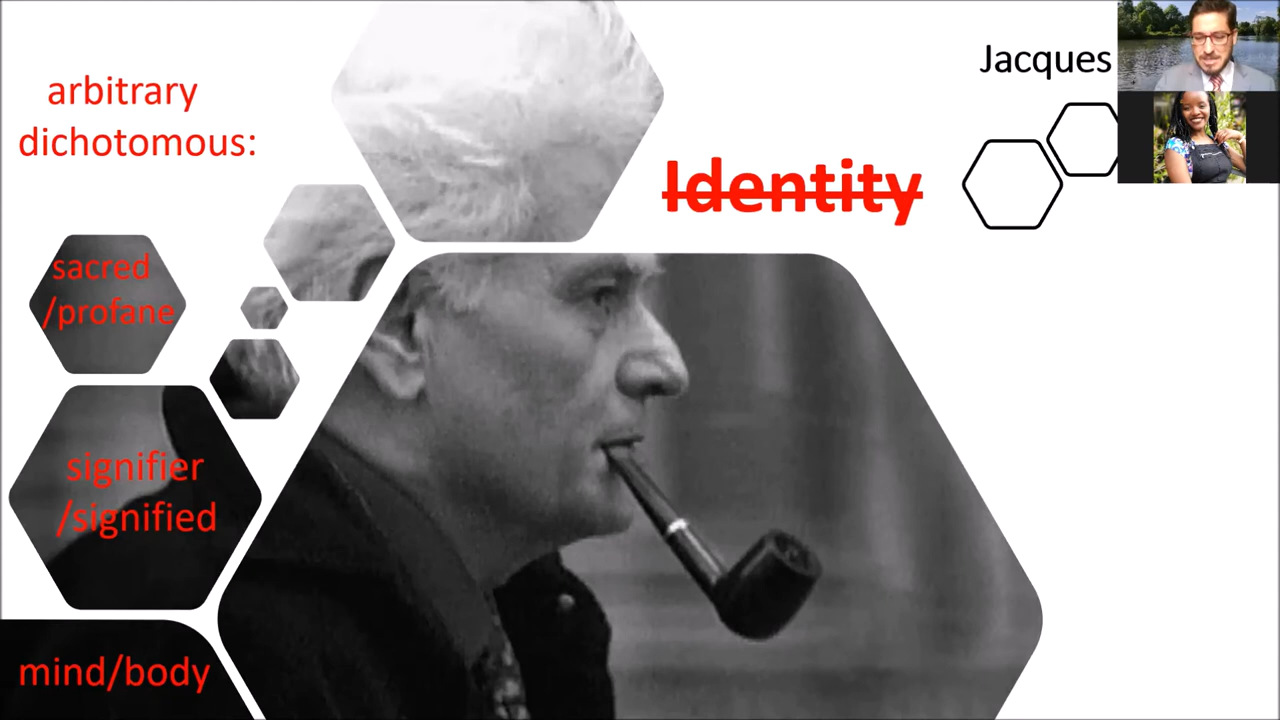 arbitrary
dichotomous:
Jacques
Identity
sacred
/profane
signifier
/signified
mind/body